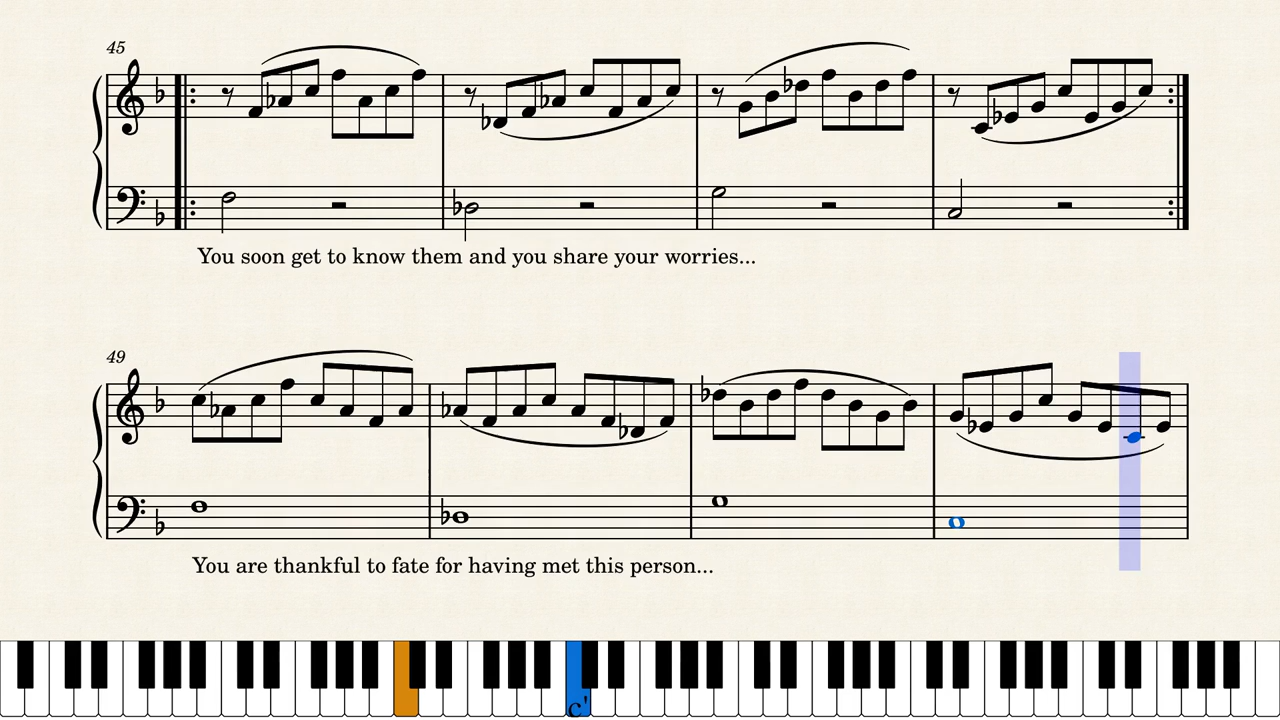 45
You soon get to know them and you share your worries...
49
You are thankful to fate for having met this person...
c'